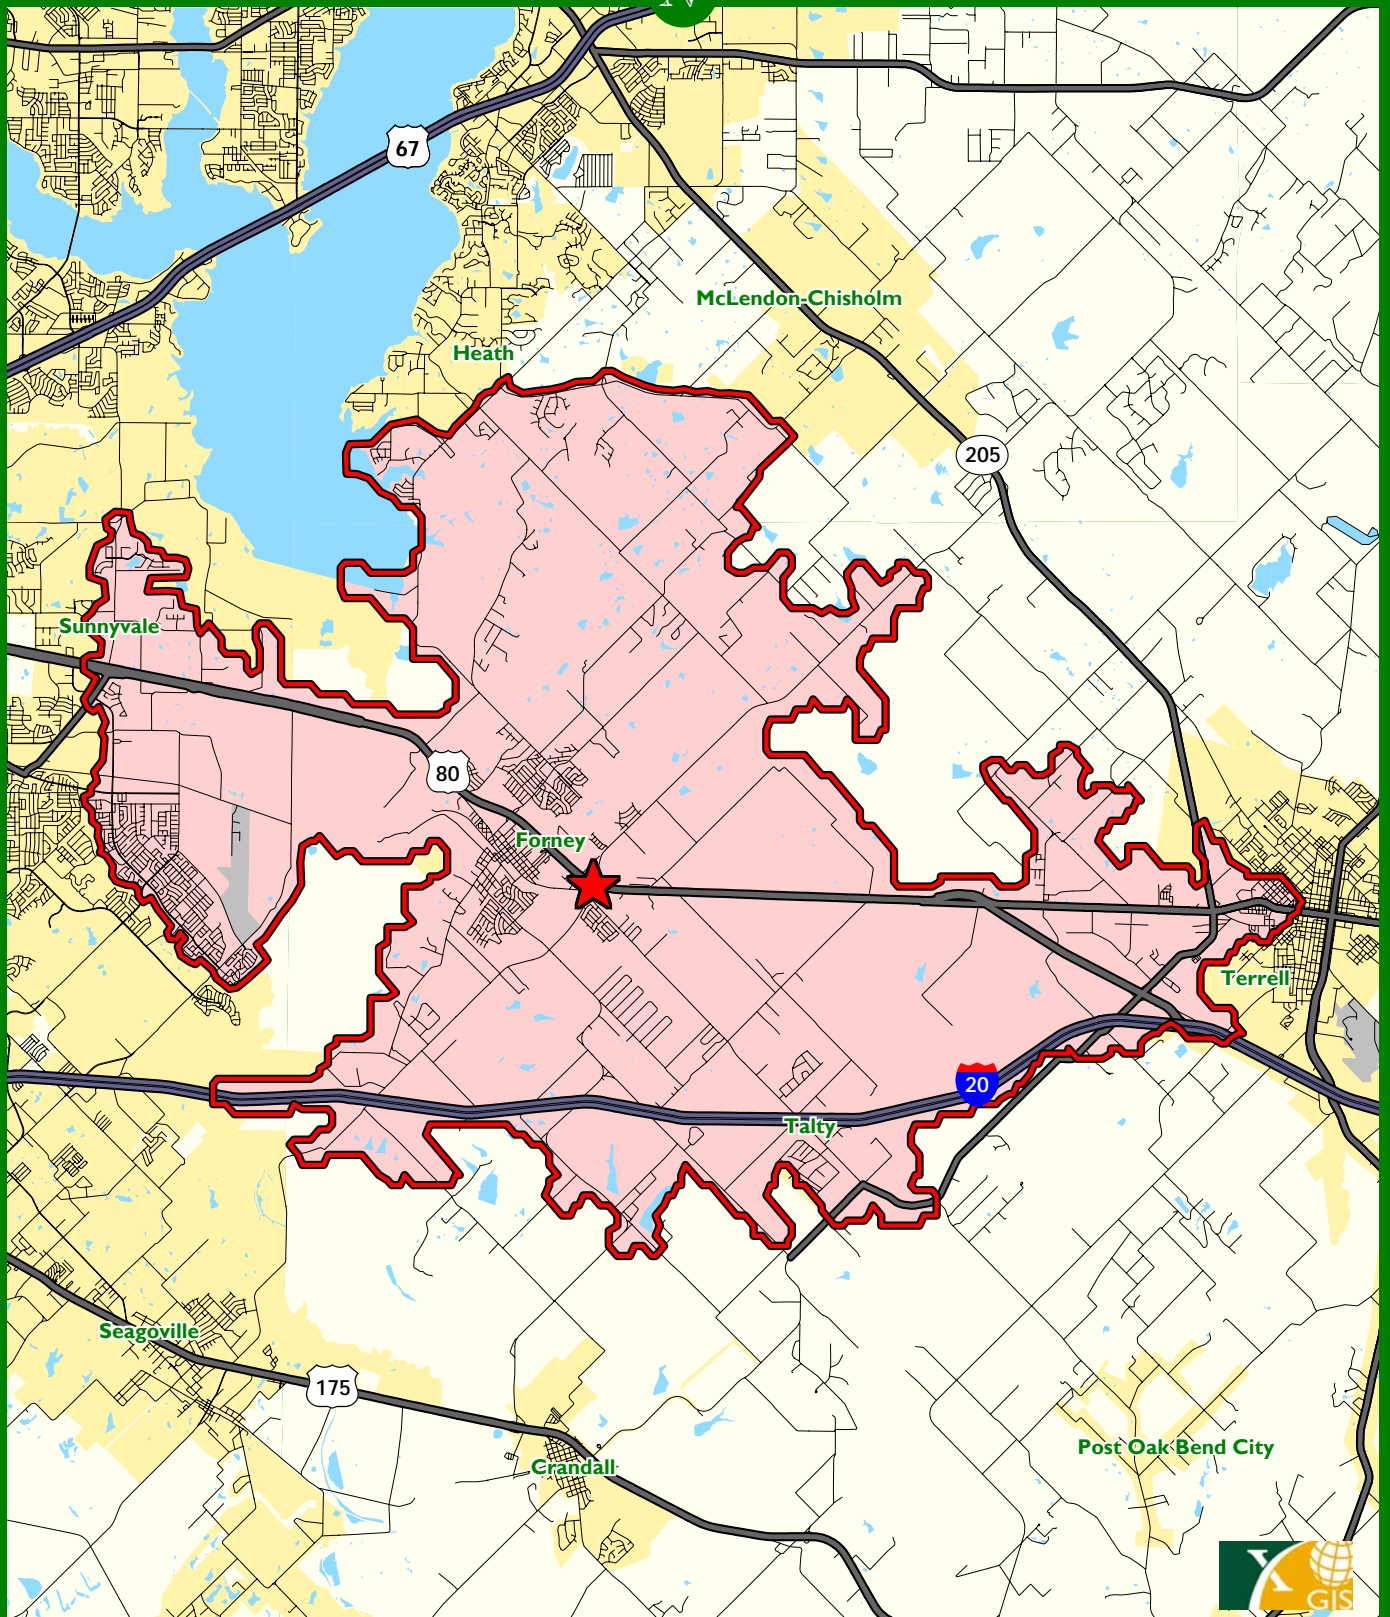 67
McLendon-Chisholm
Heath
205
Sunnyvale
80
Forney
Terrell
20
Talty
Seagoville
175
Post Oak Bend City
Crandall
X
GIS